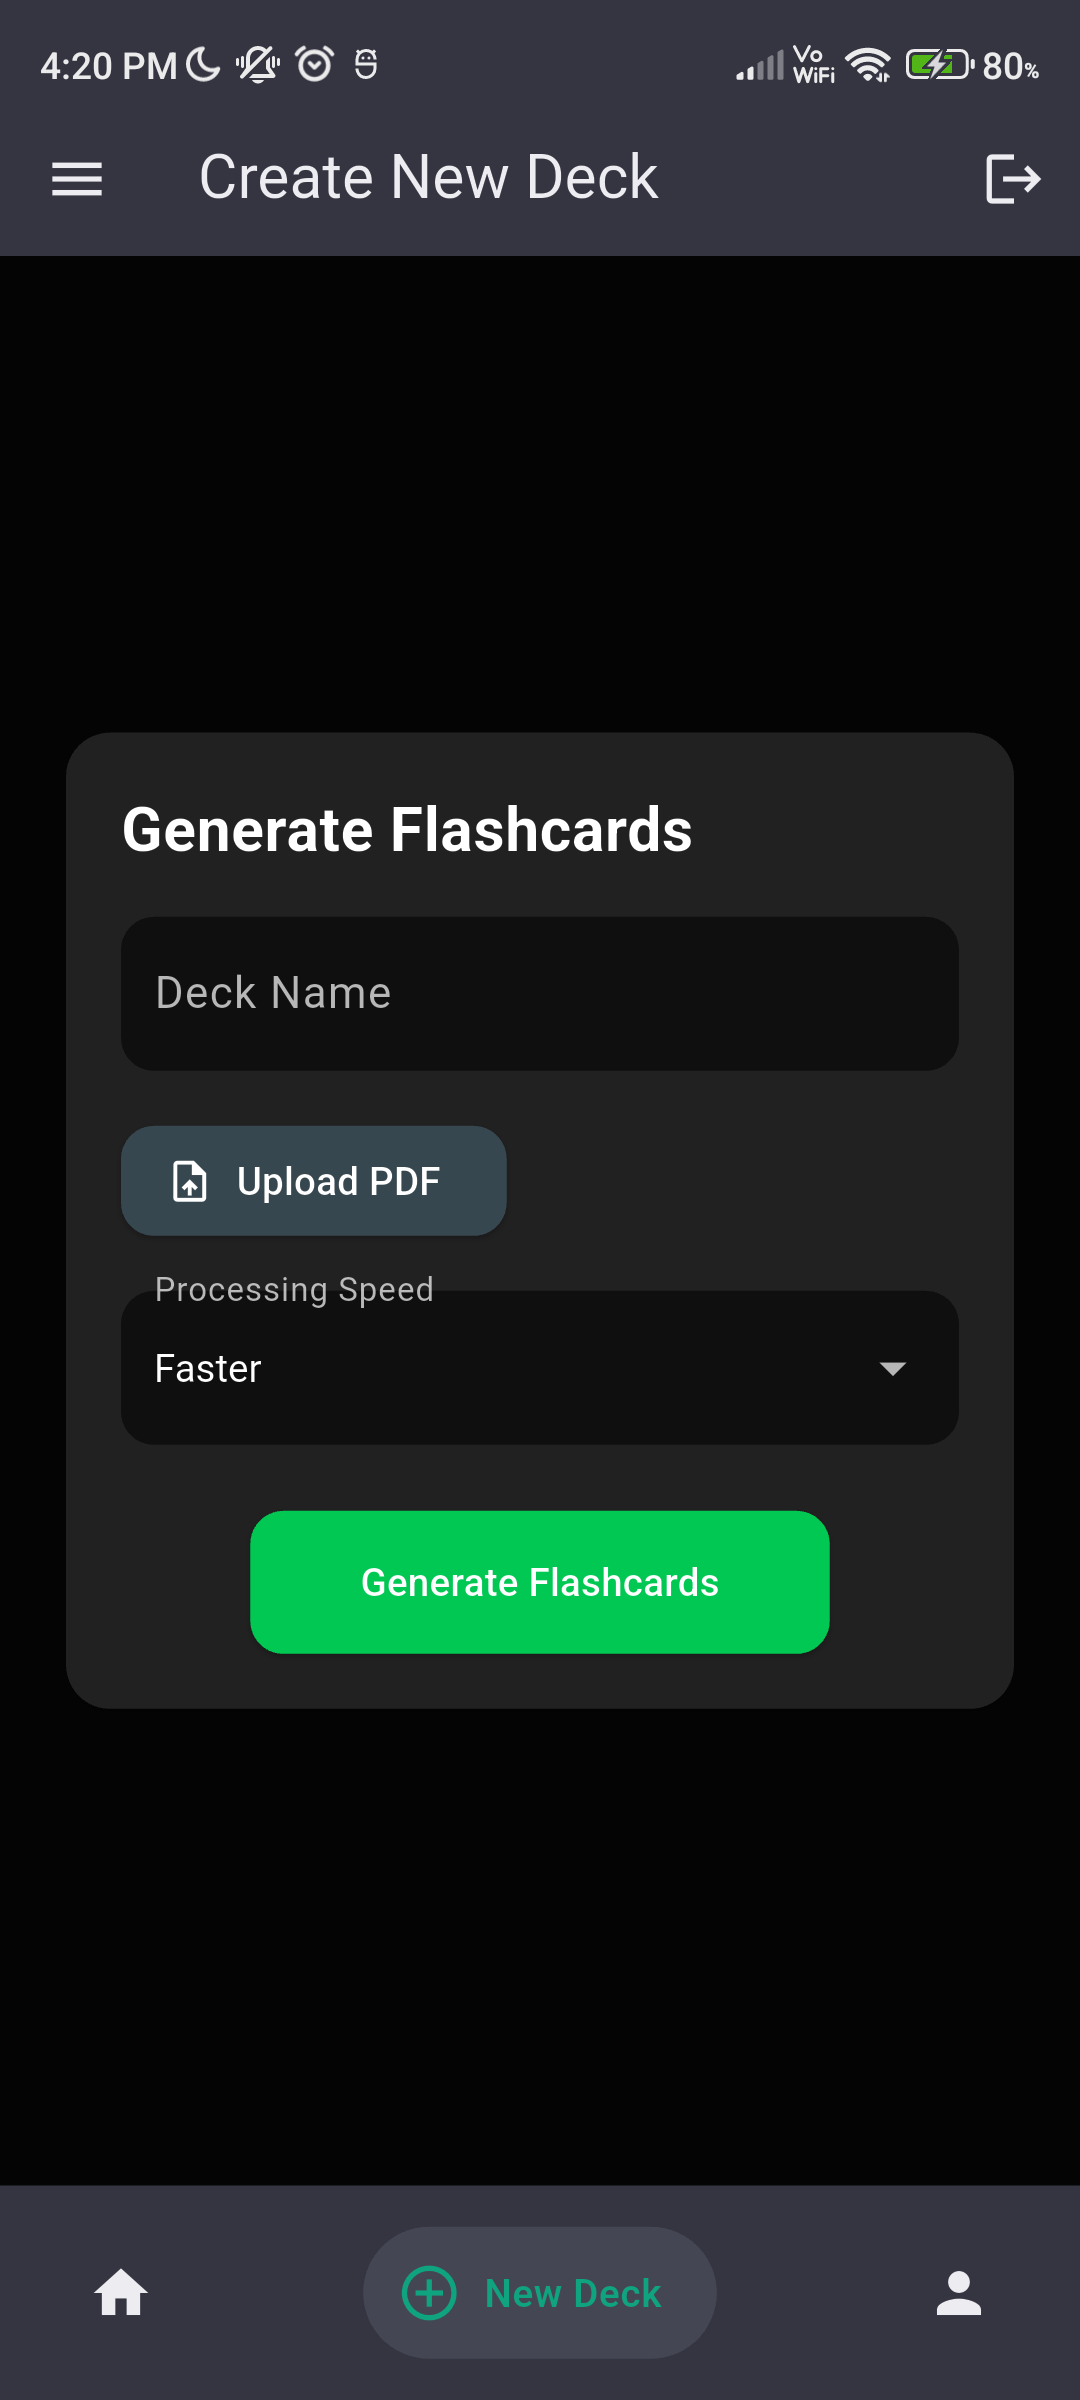 4:20 PM
Vo
WiFi
80%
Create New Deck
Generate Flashcards
Deck Name
Upload PDF
Processing Speed
Faster
Generate Flashcards
New Deck